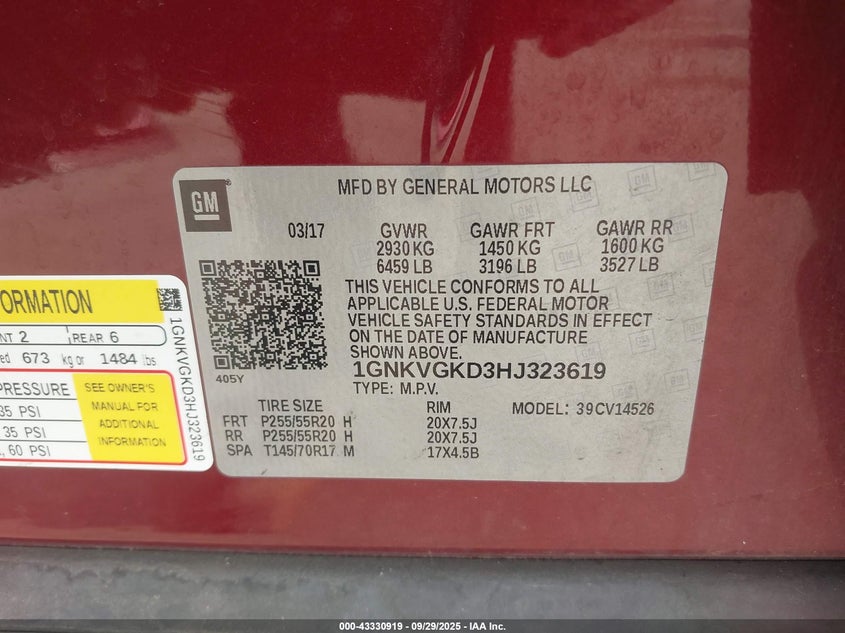 GM
MFD BY GENERAL MOTORS LLC
03/17 GVWR GAWR FRT GAWR RR
2930 KG 1450 KG 1600 KG
6459 LB 3196 LB 3527 LB
THIS VEHICLE CONFORMS TO ALL
APPLICABLE U.S. FEDERAL MOTOR
VEHICLE SAFETY STANDARDS IN EFFECT
ON THE DATE OF MANUFACTURE
SHOWN ABOVE.
405Y
1GNKVGKD3HJ323619
TYPE: M.P.V.
TIRE SIZE RIM MODEL: 39CV14526
FRT P255/55R20 H 20X7.5J
RR P255/55R20 H 20X7.5J
SPA T145/70R17 M 17X4.5B
ORMATION
NT 2 REAR 6
ed 673 kg or 1484 lbs
PRESSURE
35 PSI
35 PSI
, 60 PSI
SEE OWNER'S
MANUAL FOR
ADDITIONAL
INFORMATION
1GNKVGKD3HJ323619
000-43330919 - 09/29/2025 - IAA Inc.